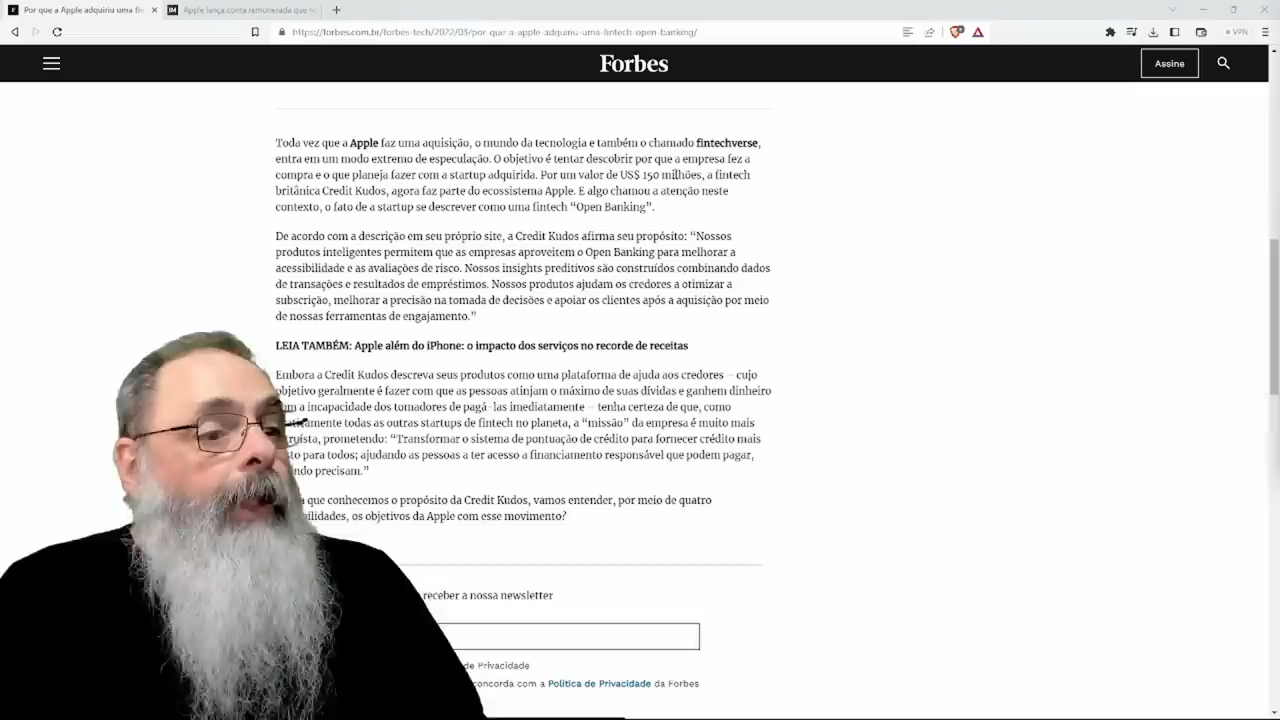 Por que a Apple adquiriu uma fin
Apple lança conta remunerada que
https://forbes.com.br/forbes-tech/2022/03/por-que-a-apple-adquiriu-uma-fintech-open-banking/
VPN
Forbes
Assine
Toda vez que a Apple faz uma aquisição, o mundo da tecnologia e também o chamado fintechverse,
entra em um modo extremo de especulação. O objetivo é tentar descobrir por que a empresa fez a
compra e o que planeja fazer com a startup adquirida. Por um valor de US$ 150 milhões, a fintech
britânica Credit Kudos, agora faz parte do ecossistema Apple. E algo chamou a atenção neste
contexto, o fato de a startup se descrever como uma fintech “Open Banking”.
De acordo com a descrição em seu próprio site, a Credit Kudos afirma seu propósito: “Nossos
produtos inteligentes permitem que as empresas aproveitem o Open Banking para melhorar a
acessibilidade e as avaliações de risco. Nossos insights preditivos são construídos combinando dados
de transações e resultados de empréstimos. Nossos produtos ajudam os credores a otimizar a
subscrição, melhorar a precisão na tomada de decisões e apoiar os clientes após a aquisição por meio
de nossas ferramentas de engajamento.”
LEIA TAMBÉM: Apple além do iPhone: o impacto dos serviços no recorde de receitas
Embora a Credit Kudos descreva seus produtos como uma plataforma de ajuda aos credores – cujo
objetivo geralmente é fazer com que as pessoas atinjam o máximo de suas dívidas e ganhem dinheiro
a incapacidade dos tomadores de pagá-las imediatamente – tenha certeza de que, como
todas as outras startups de fintech no planeta, a “missão” da empresa é muito mais
prometendo: “Transformar o sistema de pontuação de crédito para fornecer crédito mais
para todos; ajudando as pessoas a ter acesso a financiamento responsável que podem pagar,
precisam.”
que conhecemos o propósito da Credit Kudos, vamos entender, por meio de quatro
os objetivos da Apple com esse movimento?
receber a nossa newsletter
de Privacidade
concorda com a Política de Privacidade da Forbes